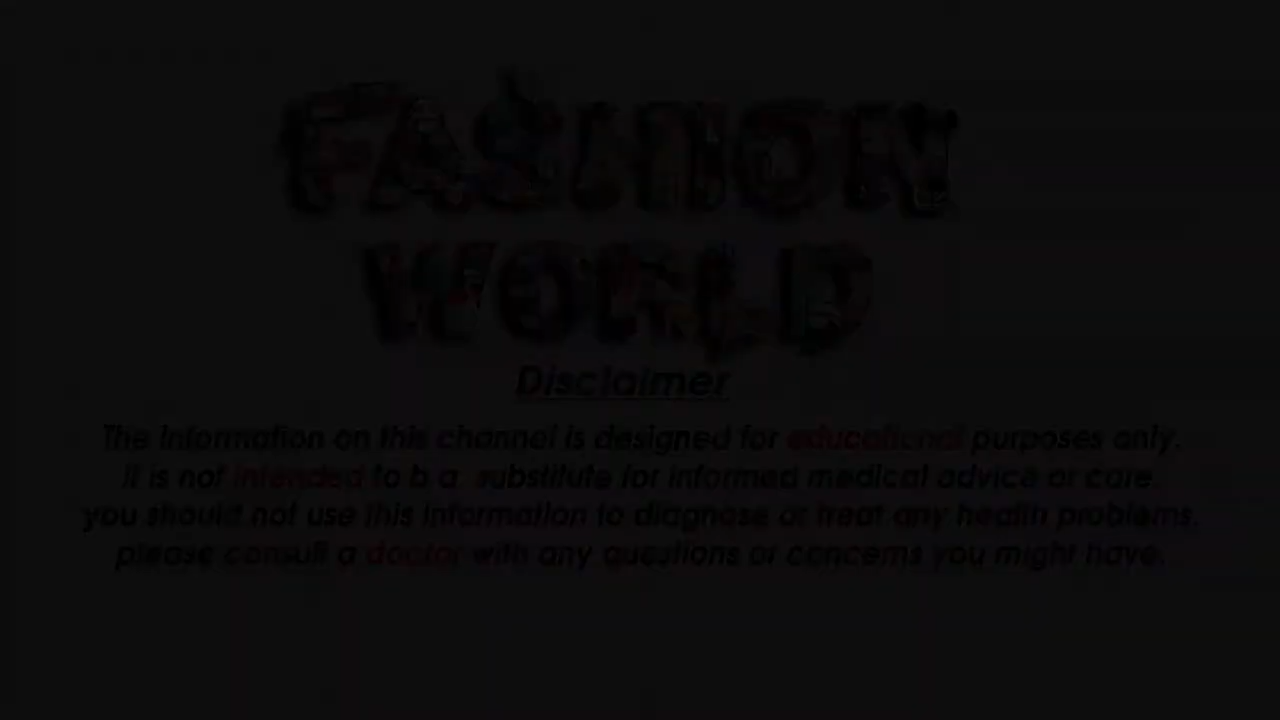 FASHION
WORLD
Disclaimer
The information on this channel is designed for educational purposes only.
it is not intended to b a substitute for informed medical advice or care.
you should not use this information to diagnose or treat any health problems.
please consult a doctor with any questions or concerns you might have.